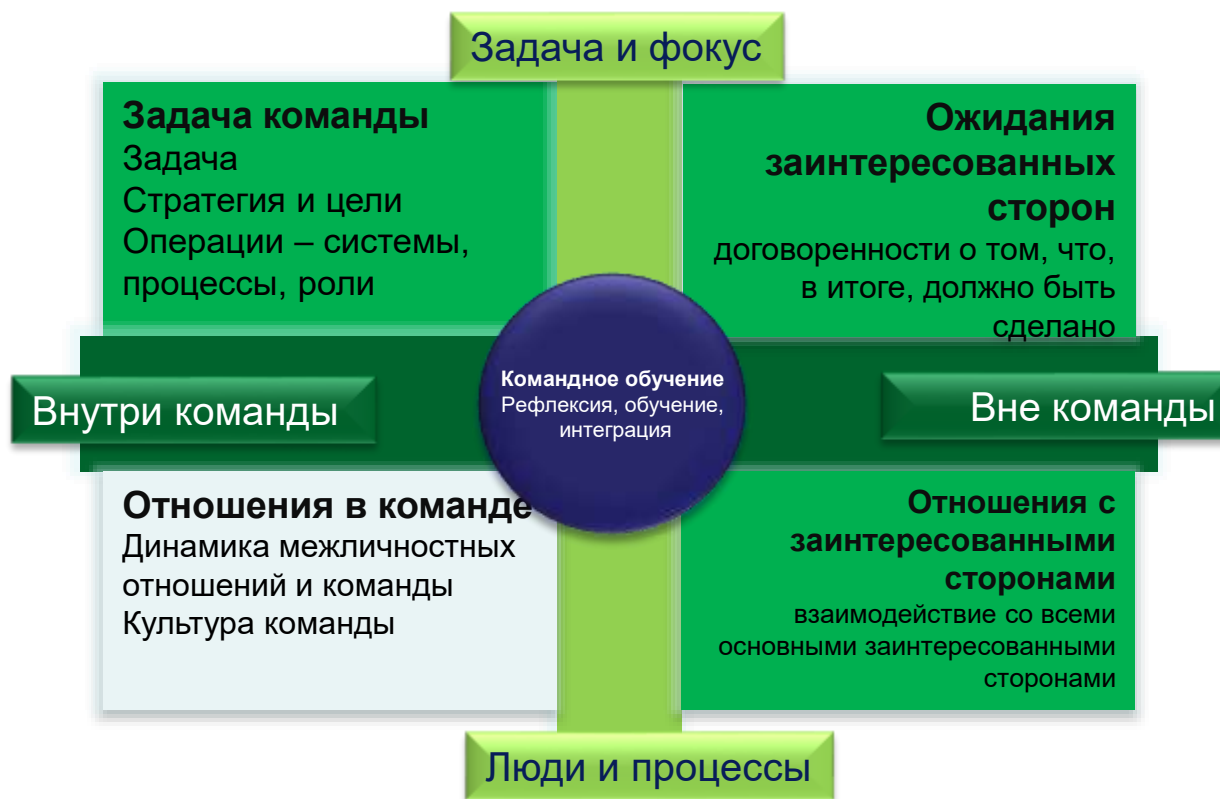 Задача и фокус
Задача команды
Задача
Стратегия и цели
Операции – системы,
процессы, роли
Ожидания
заинтересованных
сторон
договоренности о том, что,
в итоге, должно быть
сделано
Внутри команды
Командное обучение
Рефлексия, обучение,
интеграция
Вне команды
Отношения в команде
Динамика межличностных
отношений и команды
Культура команды
Отношения с
заинтересованными
сторонами
взаимодействие со всеми
основными заинтересованными
сторонами
Люди и процессы